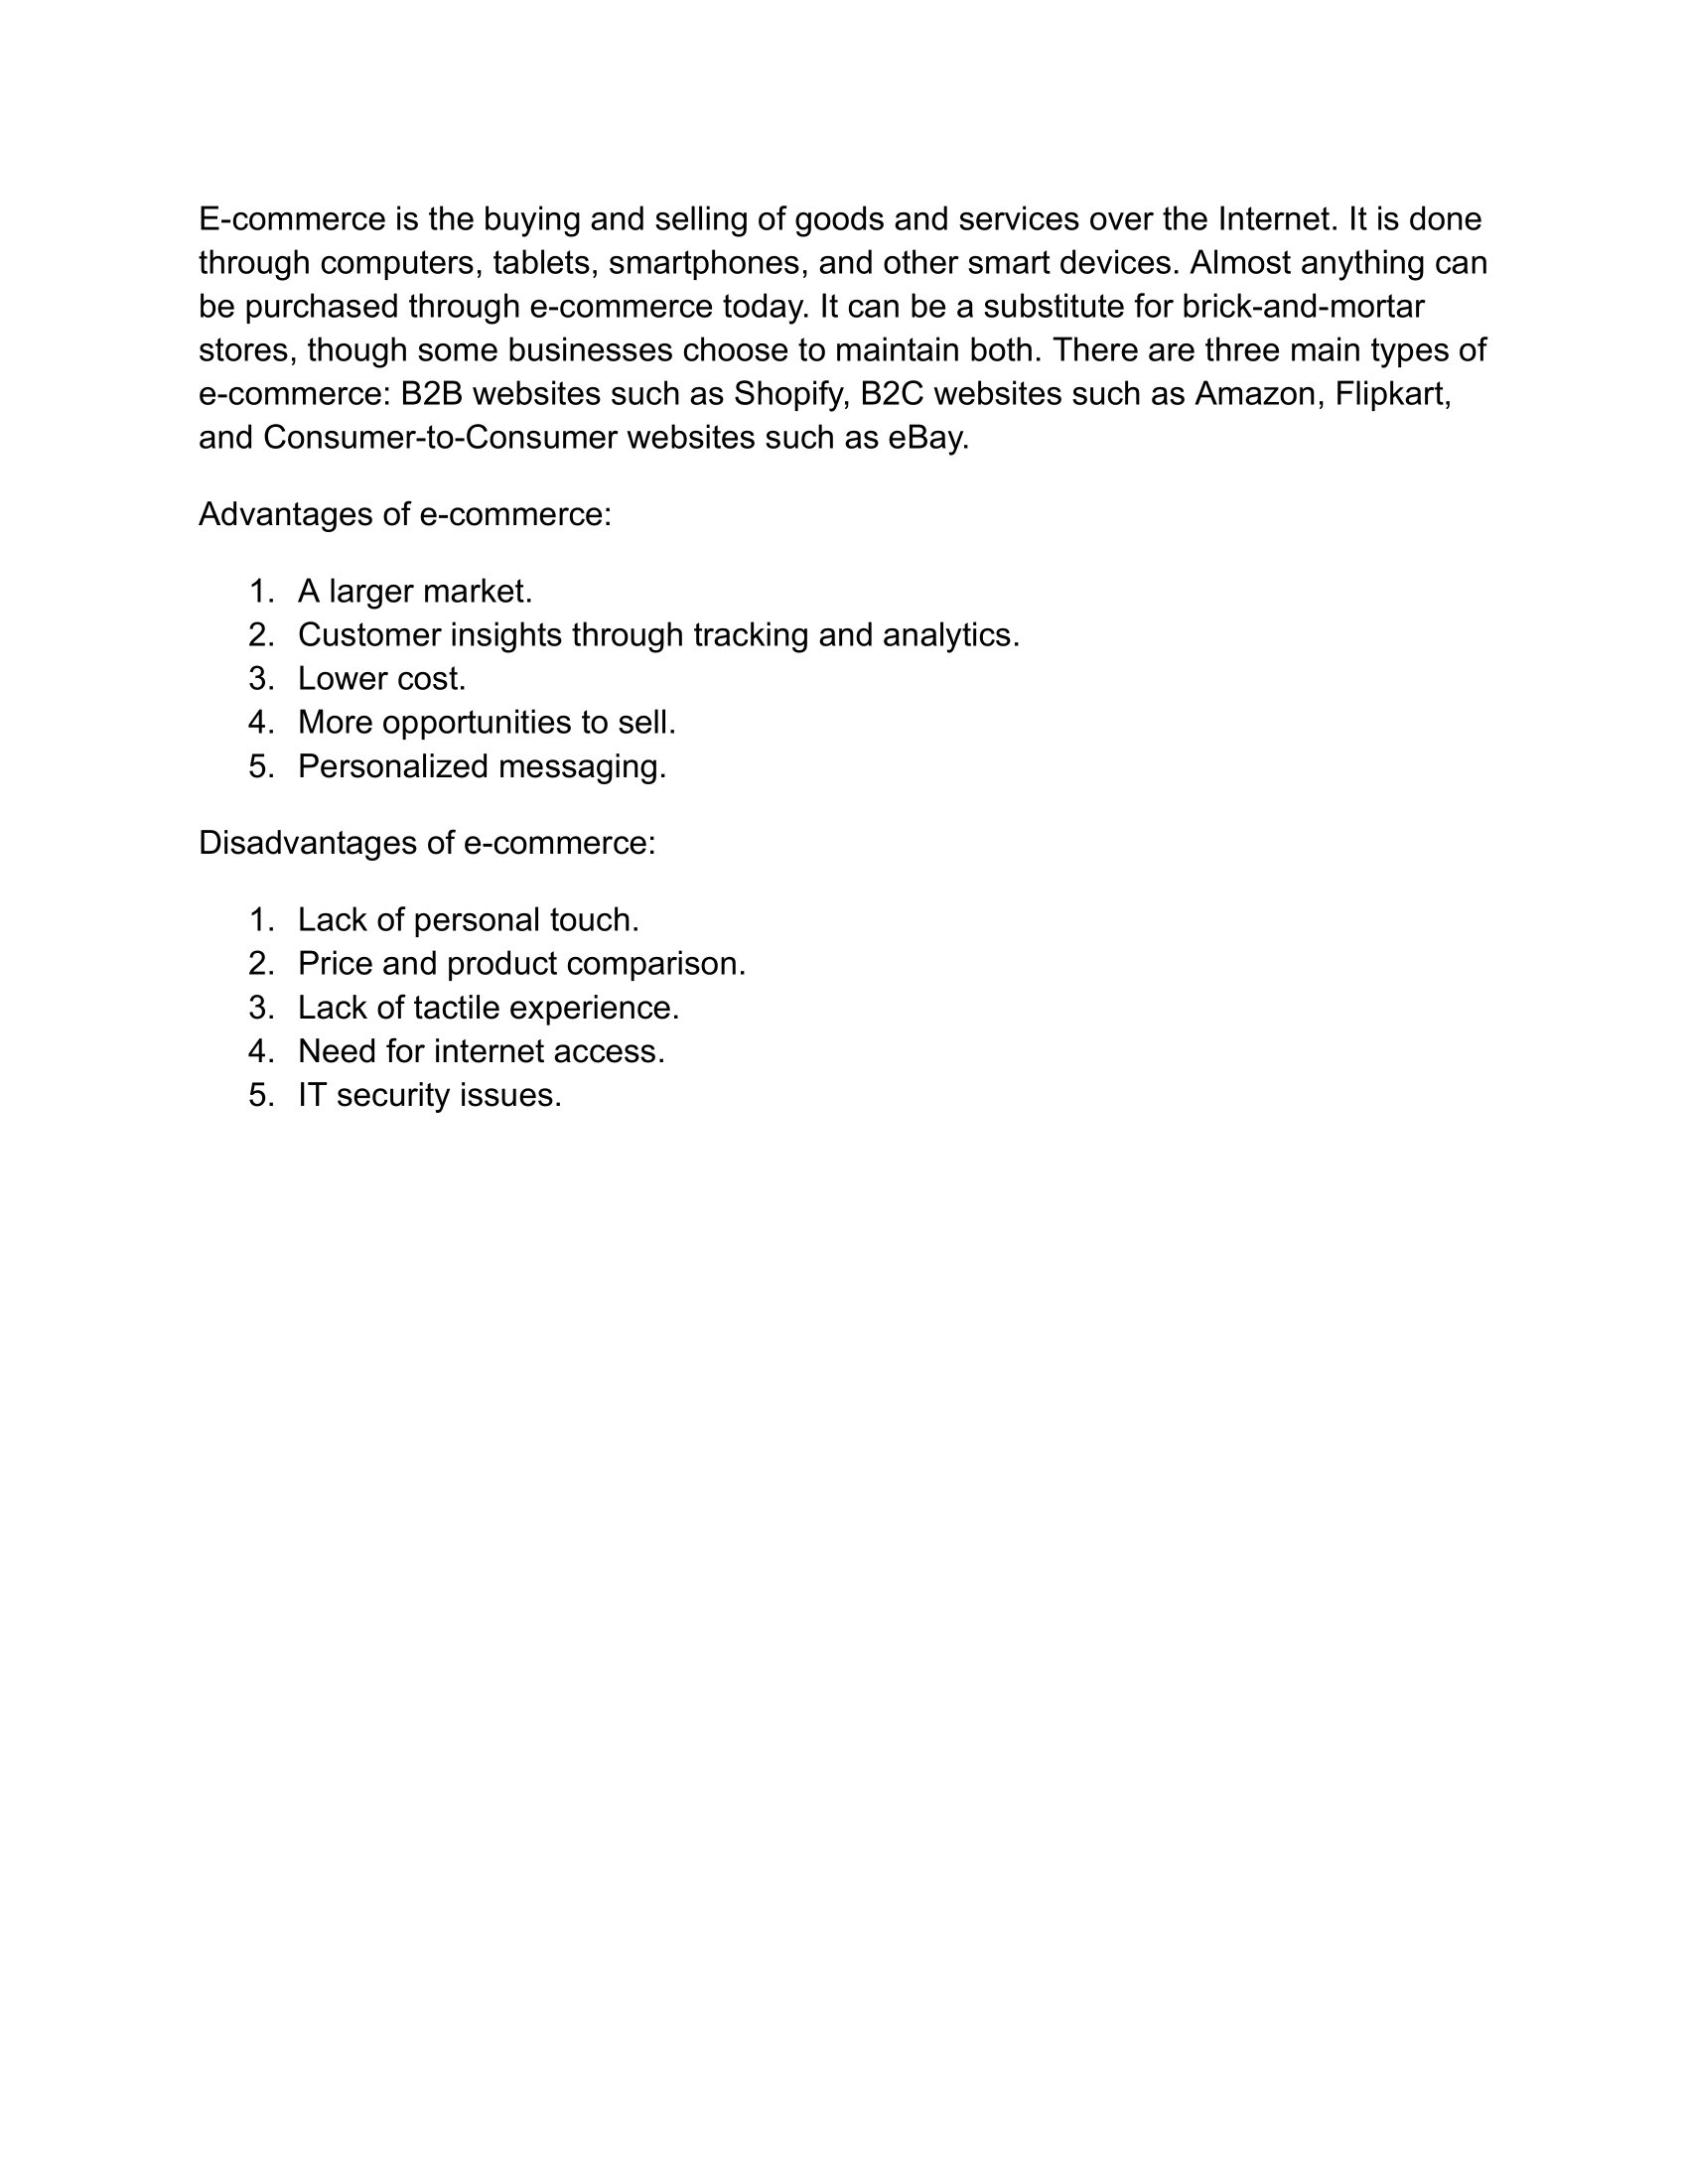 E-commerce is the buying and selling of goods and services over the Internet. It is done
through computers, tablets, smartphones, and other smart devices. Almost anything can
be purchased through e-commerce today. It can be a substitute for brick-and-mortar
stores, though some businesses choose to maintain both. There are three main types of
e-commerce: B2B websites such as Shopify, B2C websites such as Amazon, Flipkart,
and Consumer-to-Consumer websites such as eBay.
Advantages of e-commerce:
1. A larger market.
2. Customer insights through tracking and analytics.
3. Lower cost.
4. More opportunities to sell.
5. Personalized messaging.
Disadvantages of e-commerce:
1. Lack of personal touch.
2. Price and product comparison.
3. Lack of tactile experience.
4. Need for internet access.
5. IT security issues.